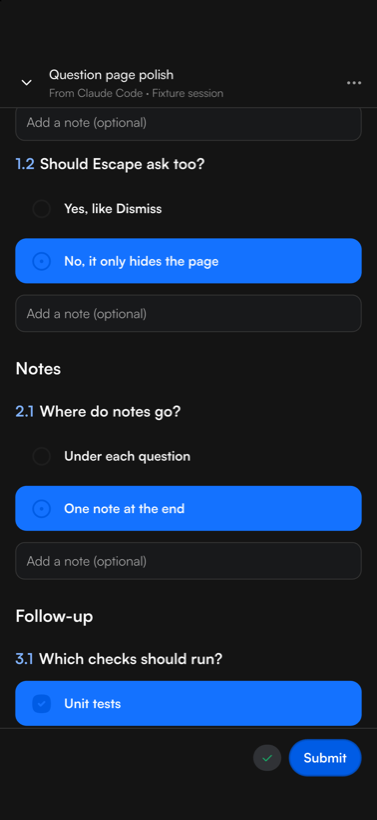 Question page polish
From Claude Code • Fixture session
Add a note (optional)
1.2 Should Escape ask too?
Yes, like Dismiss
No, it only hides the page
Add a note (optional)
Notes
2.1 Where do notes go?
Under each question
One note at the end
Add a note (optional)
Follow-up
3.1 Which checks should run?
Unit tests
Submit